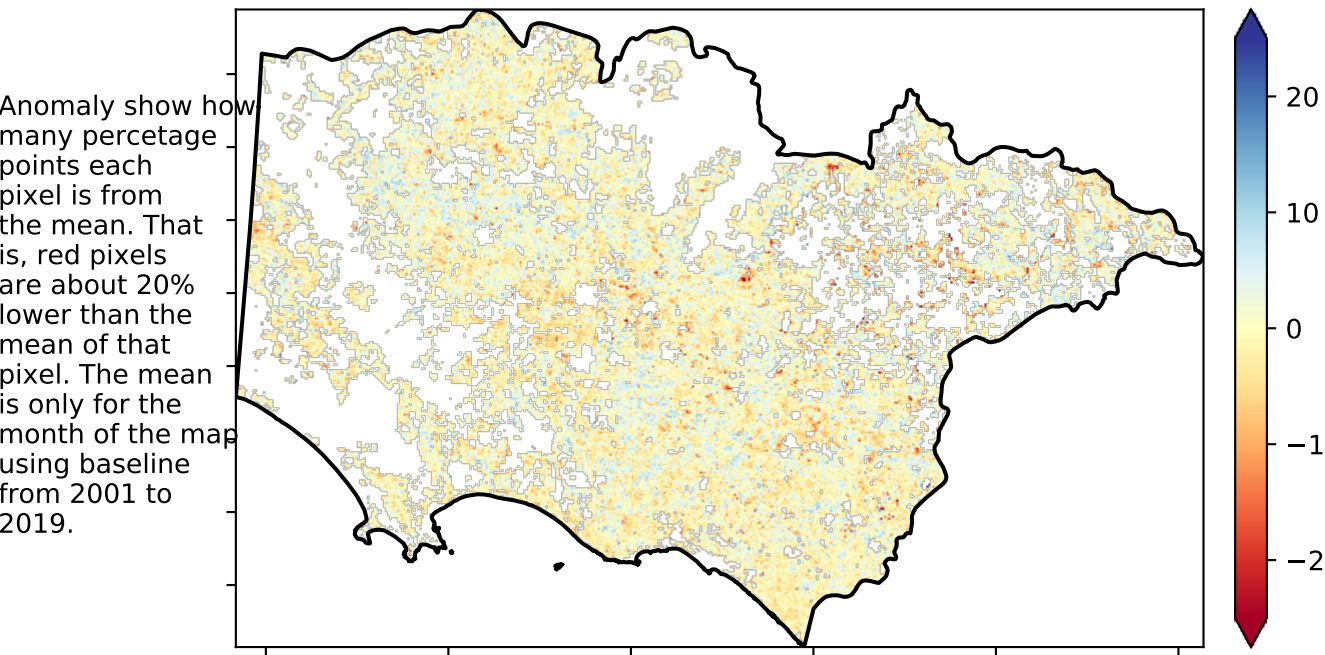 Anomaly show how
many percetage
points each
pixel is from
the mean. That
is, red pixels
are about 20%
lower than the
mean of that
pixel. The mean
is only for the
month of the map
using baseline
from 2001 to
2019.
20
10
0
−1
−2